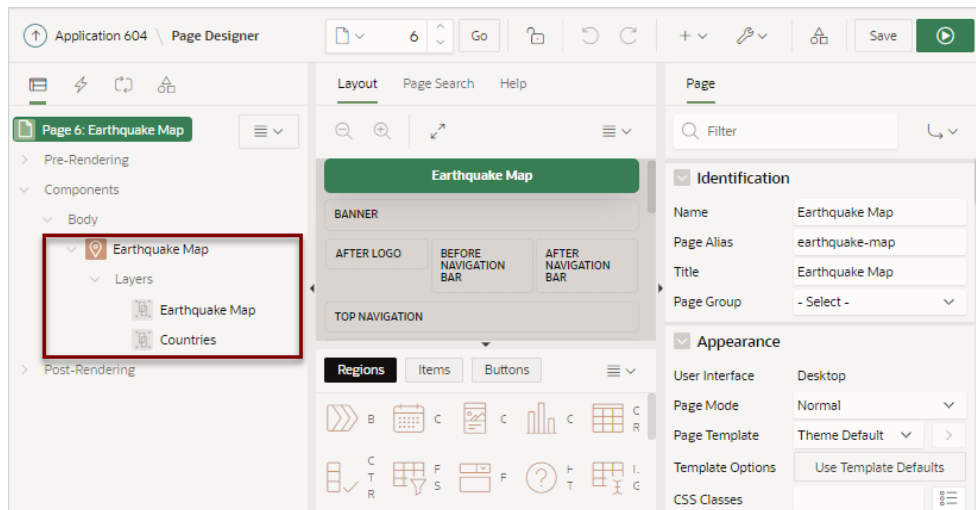 Application 604 \ Page Designer
6
Go
Save
Layout
Page Search
Help
Page
Page 6: Earthquake Map
Filter
Pre-Rendering
Components
Body
Earthquake Map
Layers
Earthquake Map
Countries
Post-Rendering
Earthquake Map
BANNER
AFTER LOGO
BEFORE
NAVIGATION
BAR
AFTER
NAVIGATION
BAR
TOP NAVIGATION
Regions
Items
Buttons
B
C
C
C
C
R
C
T
R
F
S
F
H
T
I.
G
Identification
Name
Earthquake Map
Page Alias
earthquake-map
Title
Earthquake Map
Page Group
- Select -
Appearance
User Interface
Desktop
Page Mode
Normal
Page Template
Theme Default
Template Options
Use Template Defaults
CSS Classes